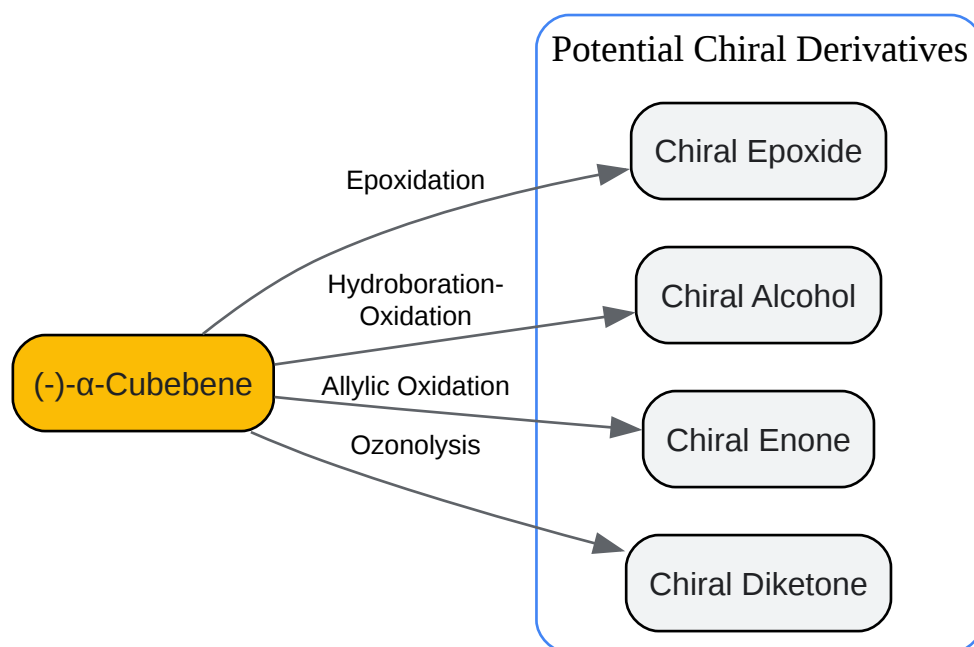 Potential Chiral Derivatives
Chiral Epoxide
Epoxidation
Hydroboration-
Oxidation
Chiral Alcohol
(-)-α-Cubebene
Allylic Oxidation
Chiral Enone
Ozonolysis
Chiral Diketone